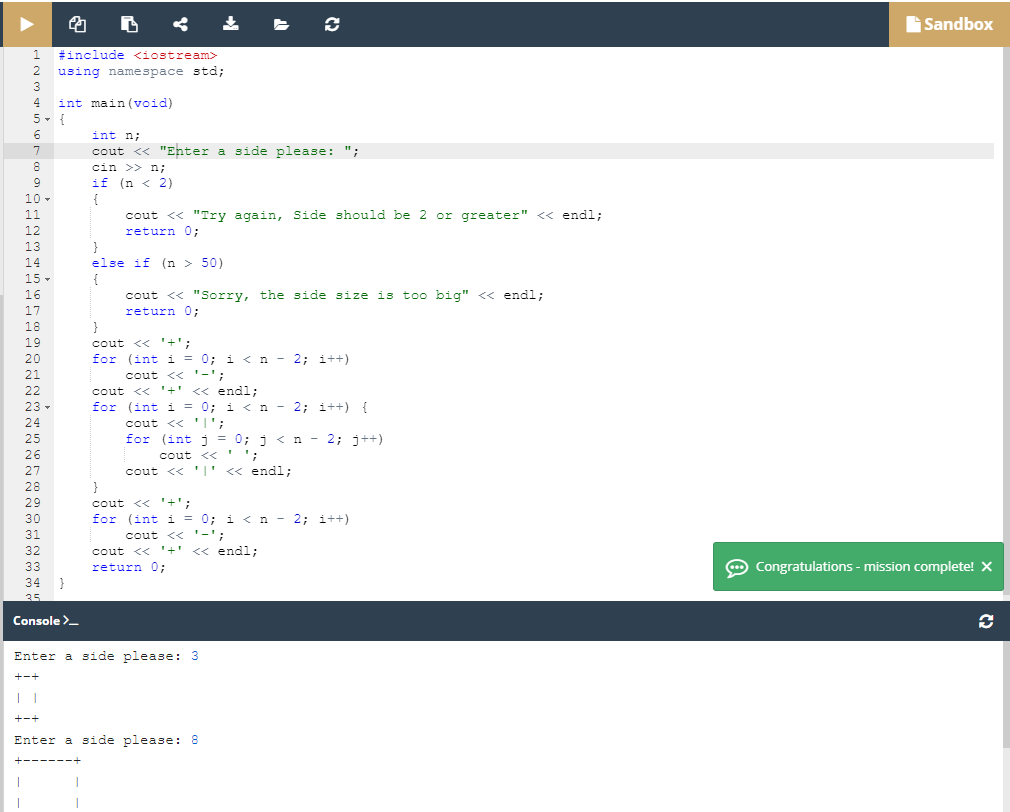 Sandbox
1 #include <iostream>
2 using namespace std;
3
4 int main(void)
5 {
6     int n;
7     cout << "Enter a side please: ";
8     cin >> n;
9     if (n < 2)
10     {
11         cout << "Try again, Side should be 2 or greater" << endl;
12         return 0;
13     }
14     else if (n > 50)
15     {
16         cout << "Sorry, the side size is too big" << endl;
17         return 0;
18     }
19     cout << '+';
20     for (int i = 0; i < n - 2; i++)
21         cout << '-';
22     cout << '+' << endl;
23     for (int i = 0; i < n - 2; i++) {
24         cout << '|';
25         for (int j = 0; j < n - 2; j++)
26             cout << ' ';
27         cout << '|' << endl;
28     }
29     cout << '+';
30     for (int i = 0; i < n - 2; i++)
31         cout << '-';
32     cout << '+' << endl;
33     return 0;
34 }
35
Congratulations - mission complete!
Console >_
Enter a side please: 3
+-+
| |
+-+
Enter a side please: 8
+------+
|      |
|      |